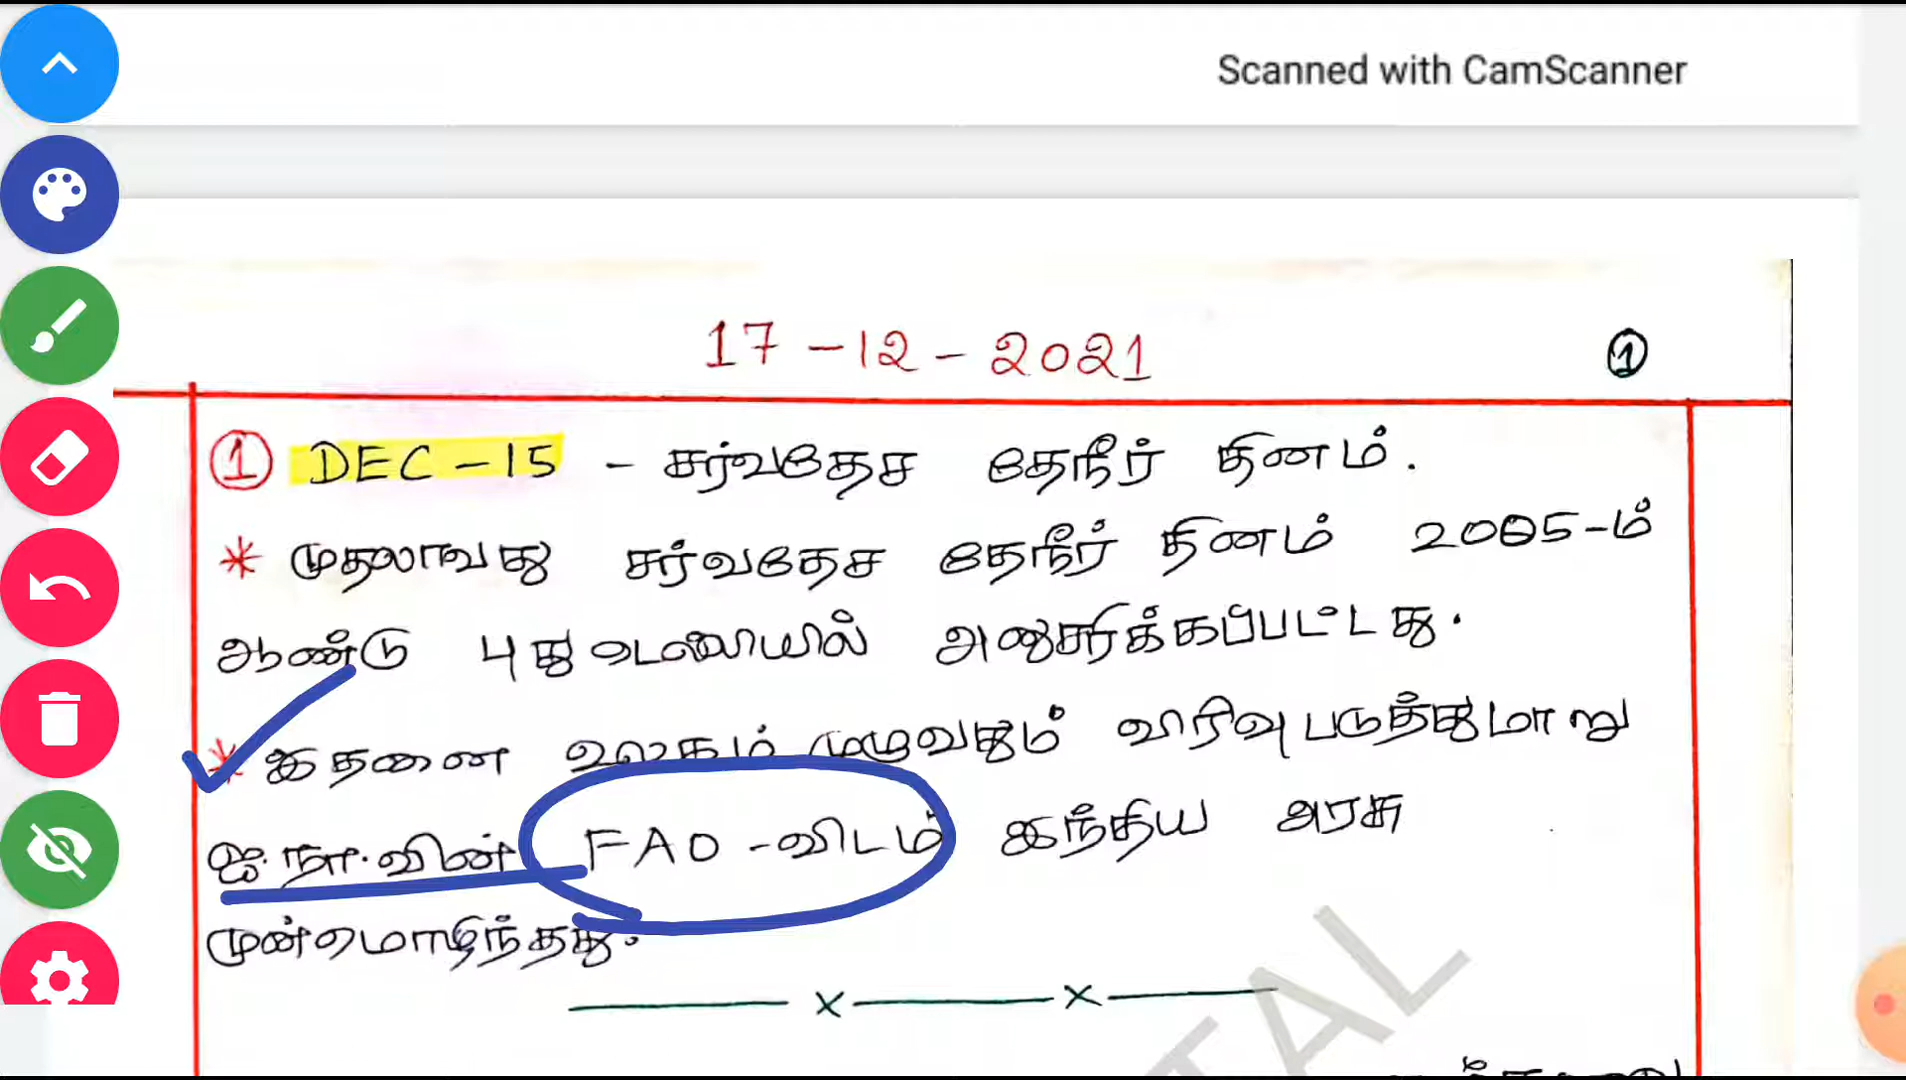 Scanned with CamScanner
17-12-2021
1
1 DEC-15 - சர்வதேச தேநீர் தினம்.
* முதலாவது சர்வதேச தேநீர் தினம் 2005-ம்
ஆண்டு புது டெல்லியில் அனுசரிக்கப்பட்டது.
* இதனை உலகம் முழுவதும் விரிவுபடுத்துமாறு
ஐ.நா.வின் FAO-விடம் இந்திய அரசு
முன்மொழிந்தது.
x x
TAL